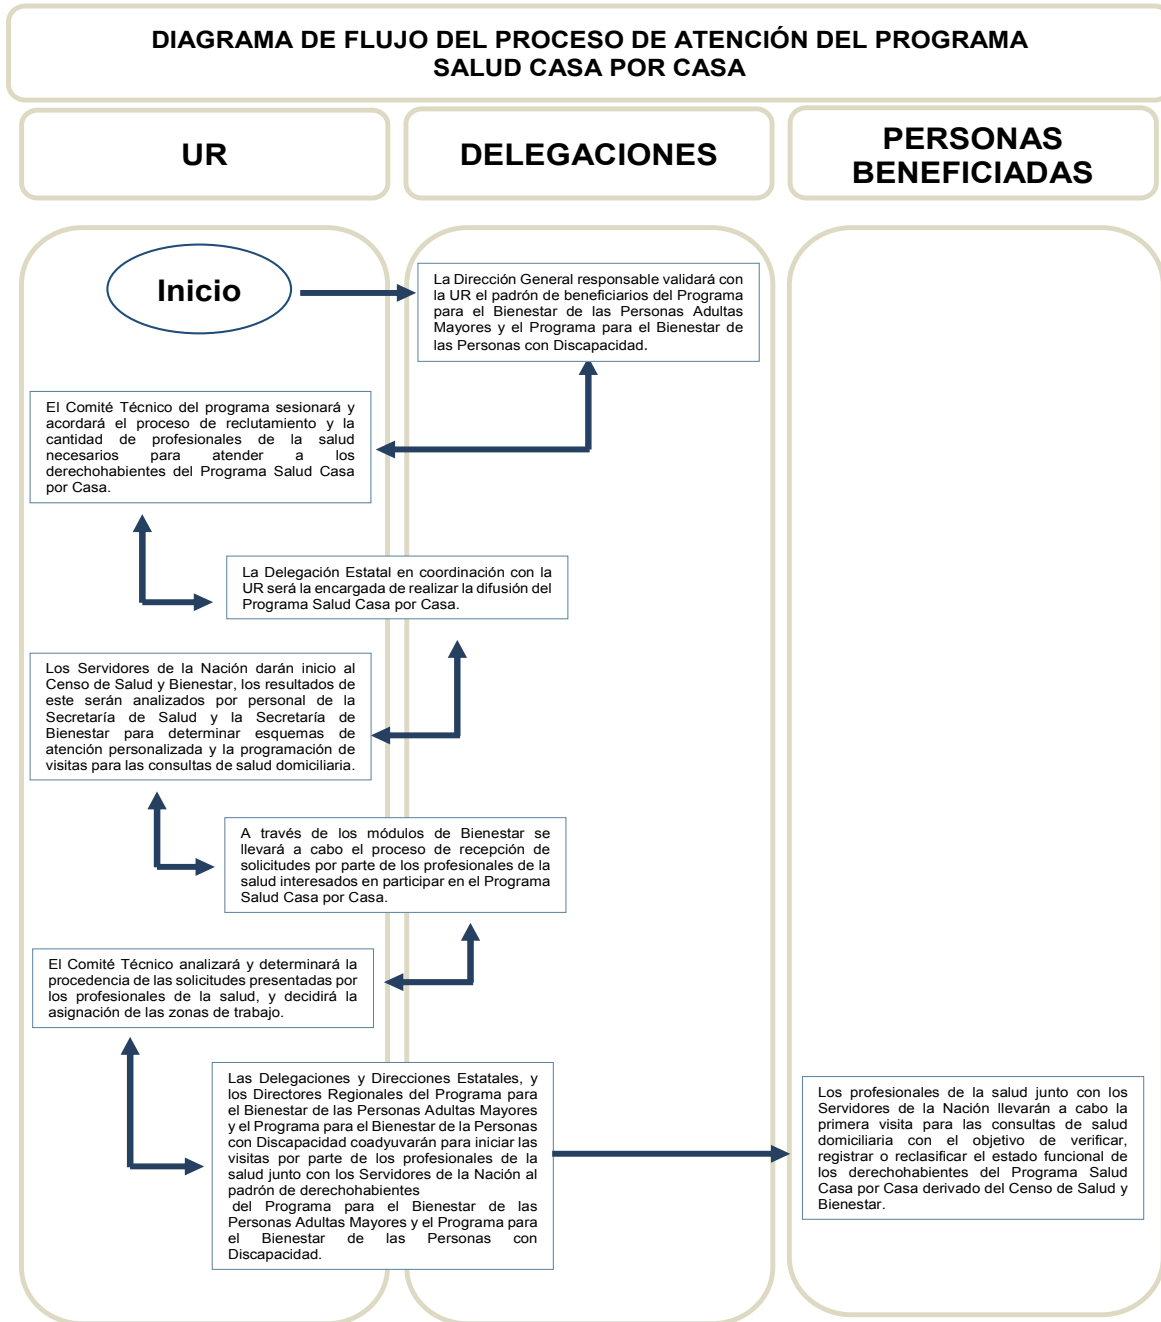 DIAGRAMA DE FLUJO DEL PROCESO DE ATENCIÓN DEL PROGRAMA
SALUD CASA POR CASA
UR
DELEGACIONES
PERSONAS
BENEFICIADAS
Inicio
La Dirección General responsable validará con
la UR el padrón de beneficiarios del Programa
para el Bienestar de las Personas Adultas
Mayores y el Programa para el Bienestar de
las Personas con Discapacidad.
El Comité Técnico del programa sesionará y
acordará el proceso de reclutamiento y la
cantidad de profesionales de la salud
necesarios para atender a los
derechohabientes del Programa Salud Casa
por Casa.
La Delegación Estatal en coordinación con la
UR será la encargada de realizar la difusión del
Programa Salud Casa por Casa.
Los Servidores de la Nación darán inicio al
Censo de Salud y Bienestar, los resultados de
este serán analizados por personal de la
Secretaría de Salud y la Secretaría de
Bienestar para determinar esquemas de
atención personalizada y la programación de
visitas para las consultas de salud domiciliaria.
A través de los módulos de Bienestar se
llevará a cabo el proceso de recepción de
solicitudes por parte de los profesionales de la
salud interesados en participar en el Programa
Salud Casa por Casa.
El Comité Técnico analizará y determinará la
procedencia de las solicitudes presentadas por
los profesionales de la salud, y decidirá la
asignación de las zonas de trabajo.
Las Delegaciones y Direcciones Estatales, y
los Directores Regionales del Programa para
el Bienestar de las Personas Adultas Mayores
y el Programa para el Bienestar de la Personas
con Discapacidad coadyuvarán para iniciar las
visitas por parte de los profesionales de la
salud junto con los Servidores de la Nación al
padrón de derechohabientes
del Programa para el Bienestar de las
Personas Adultas Mayores y el Programa para
el Bienestar de las Personas con
Discapacidad.
Los profesionales de la salud junto con los
Servidores de la Nación llevarán a cabo la
primera visita para las consultas de salud
domiciliaria con el objetivo de verificar,
registrar o reclasificar el estado funcional de
los derechohabientes del Programa Salud
Casa por Casa derivado del Censo de Salud y
Bienestar.